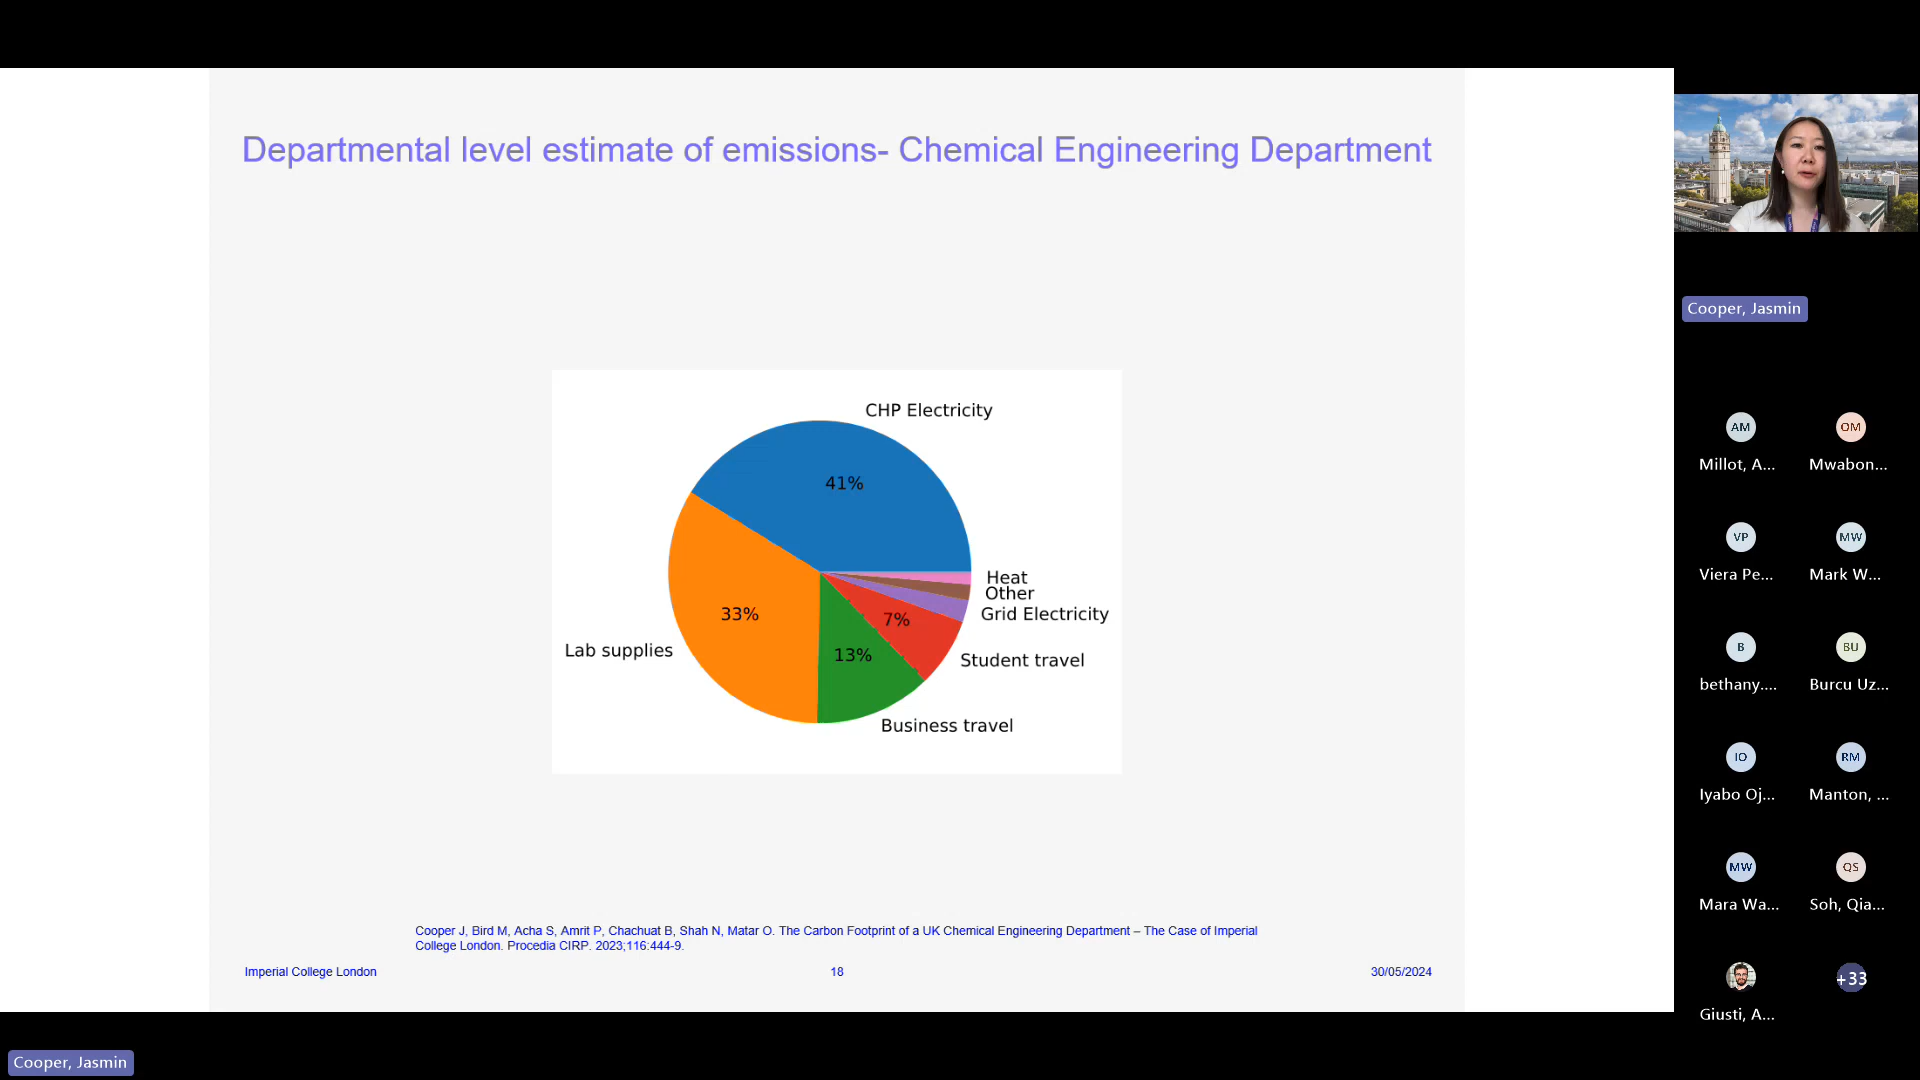 Departmental level estimate of emissions- Chemical Engineering Department
CHP Electricity
41%
Heat
Other
Grid Electricity
33%
7%
Lab supplies
13%
Student travel
Business travel
Cooper J, Bird M, Acha S, Amrit P, Chachuat B, Shah N, Matar O. The Carbon Footprint of a UK Chemical Engineering Department – The Case of Imperial
College London. Procedia CIRP. 2023;116:444-9.
Imperial College London
18
30/05/2024
Cooper, Jasmin
AM
OM
Millot, A...
Mwabon...
VP
MW
Viera Pe...
Mark W...
B
BU
bethany....
Burcu Uz...
IO
RM
Iyabo Oj...
Manton, ...
MW
QS
Mara Wa...
Soh, Qia...
+33
Giusti, A...
Cooper, Jasmin